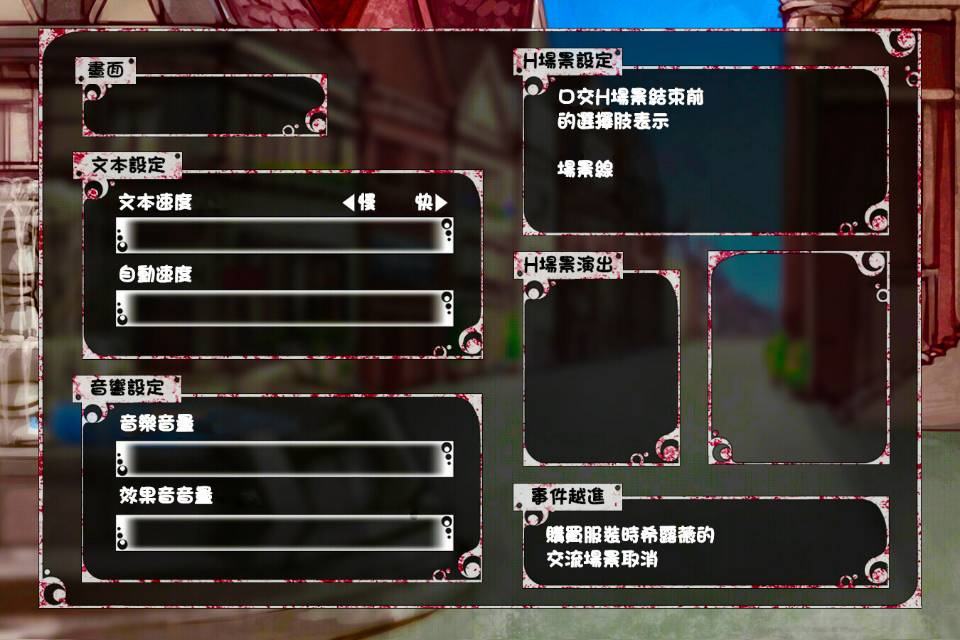 畫面
文本設定
文本速度
◀慢 快▶
自動速度
音響設定
音樂音量
效果音音量
H場景設定
口交H場景結束前
的選擇肢表示
場景線
H場景演出
事件越進
購買服裝時希露薇的
交流場景取消